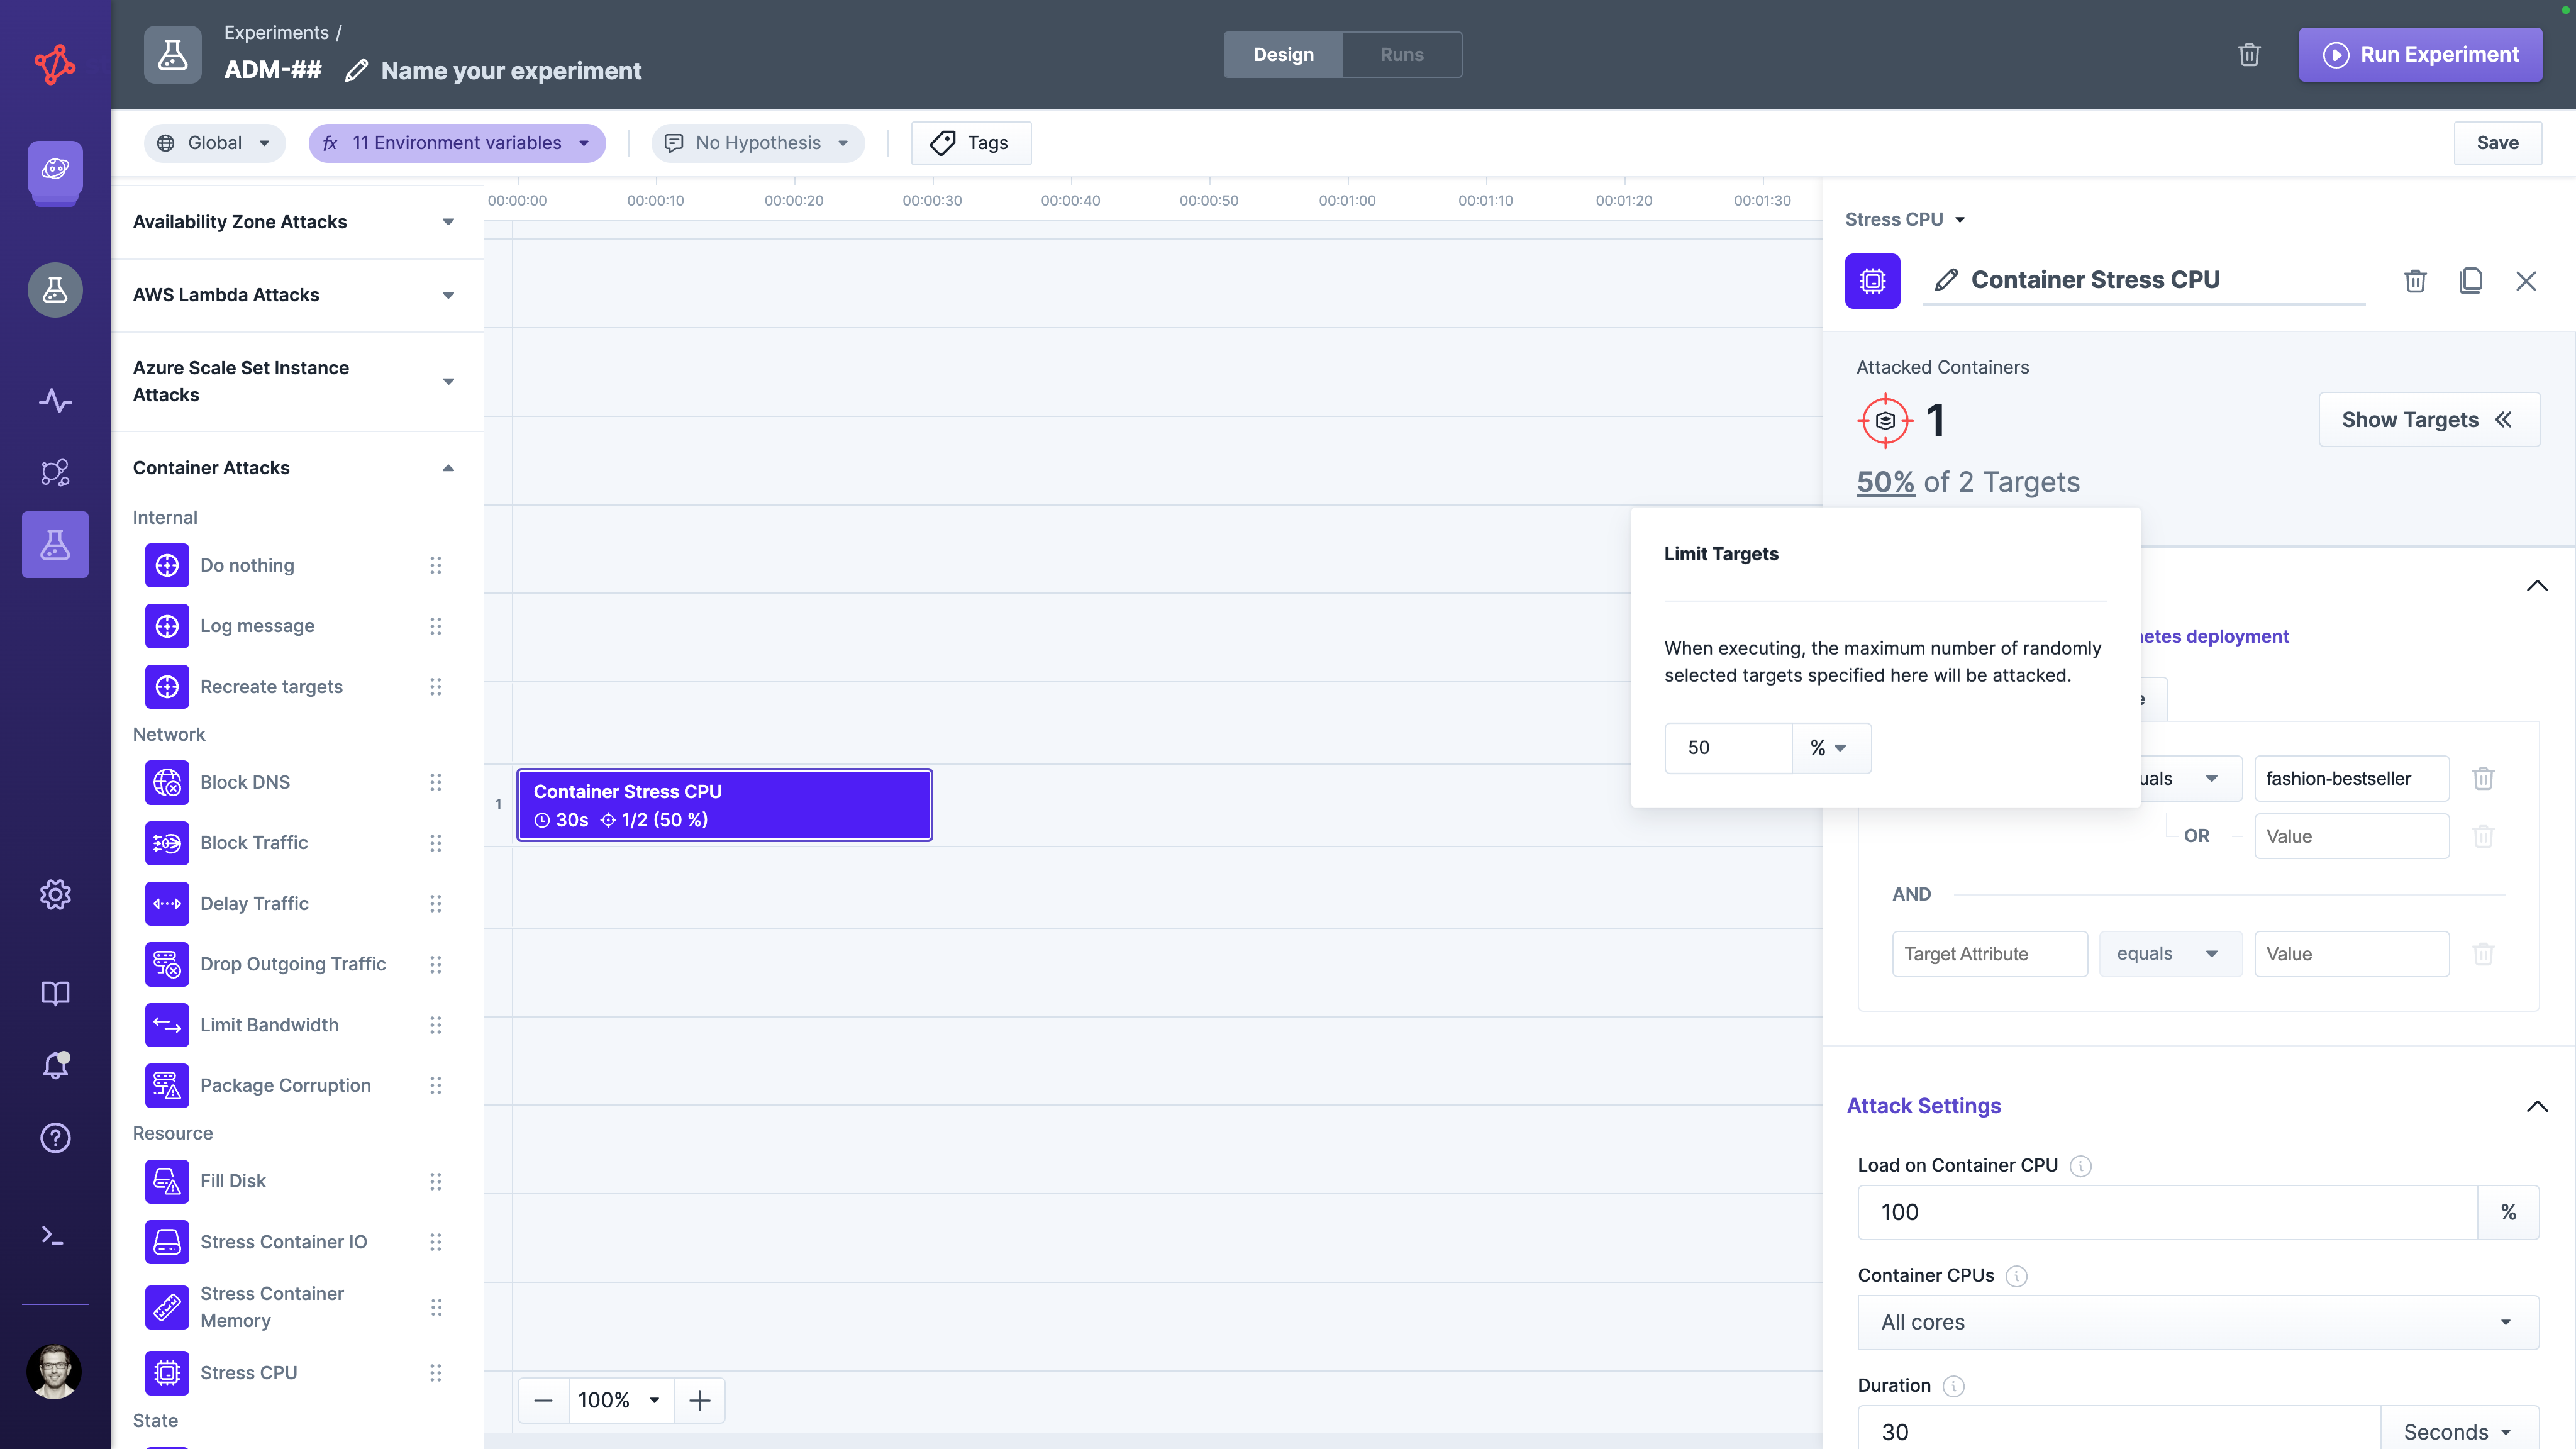 Experiments /
ADM-##
Name your experiment
Design
Runs
Run Experiment
Global
fx 11 Environment variables
No Hypothesis
Tags
Save
Availability Zone Attacks
AWS Lambda Attacks
Azure Scale Set Instance
Attacks
Container Attacks
Internal
Do nothing
Log message
Recreate targets
Network
Block DNS
Block Traffic
Delay Traffic
Drop Outgoing Traffic
Limit Bandwidth
Package Corruption
Resource
Fill Disk
Stress Container IO
Stress Container
Memory
Stress CPU
State
00:00:00 00:00:10 00:00:20 00:00:30 00:00:40 00:00:50 00:01:00 00:01:10 00:01:20 00:01:30
1
Container Stress CPU
30s 1/2 (50 %)
100%
Stress CPU
Container Stress CPU
Attacked Containers
1
Show Targets
50% of 2 Targets
Limit Targets
When executing, the maximum number of randomly
selected targets specified here will be attacked.
50 %
etes deployment
uals
fashion-bestseller
OR
Value
AND
Target Attribute
equals
Value
Attack Settings
Load on Container CPU
100 %
Container CPUs
All cores
Duration
30 Seconds